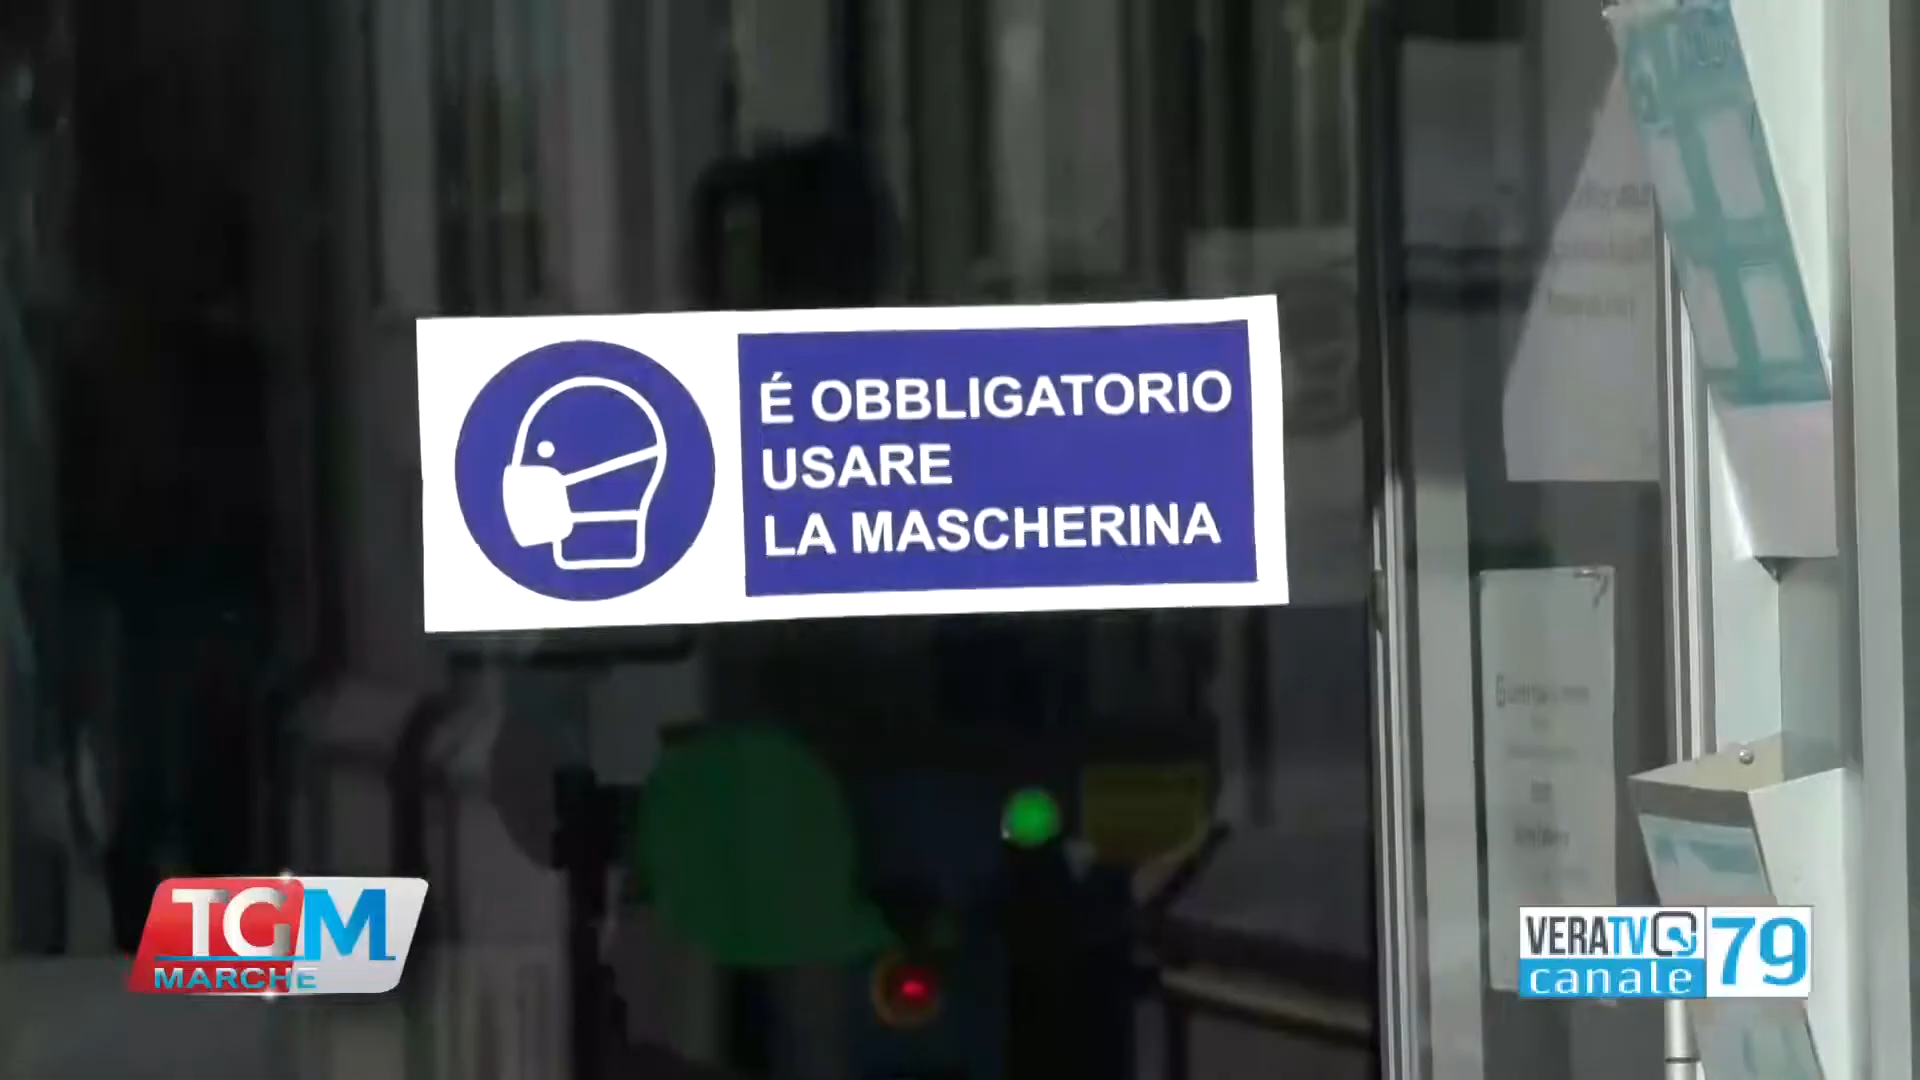 É OBBLIGATORIO
USARE
LA MASCHERINA
TGM
MARCHE
VERATV
canale
79